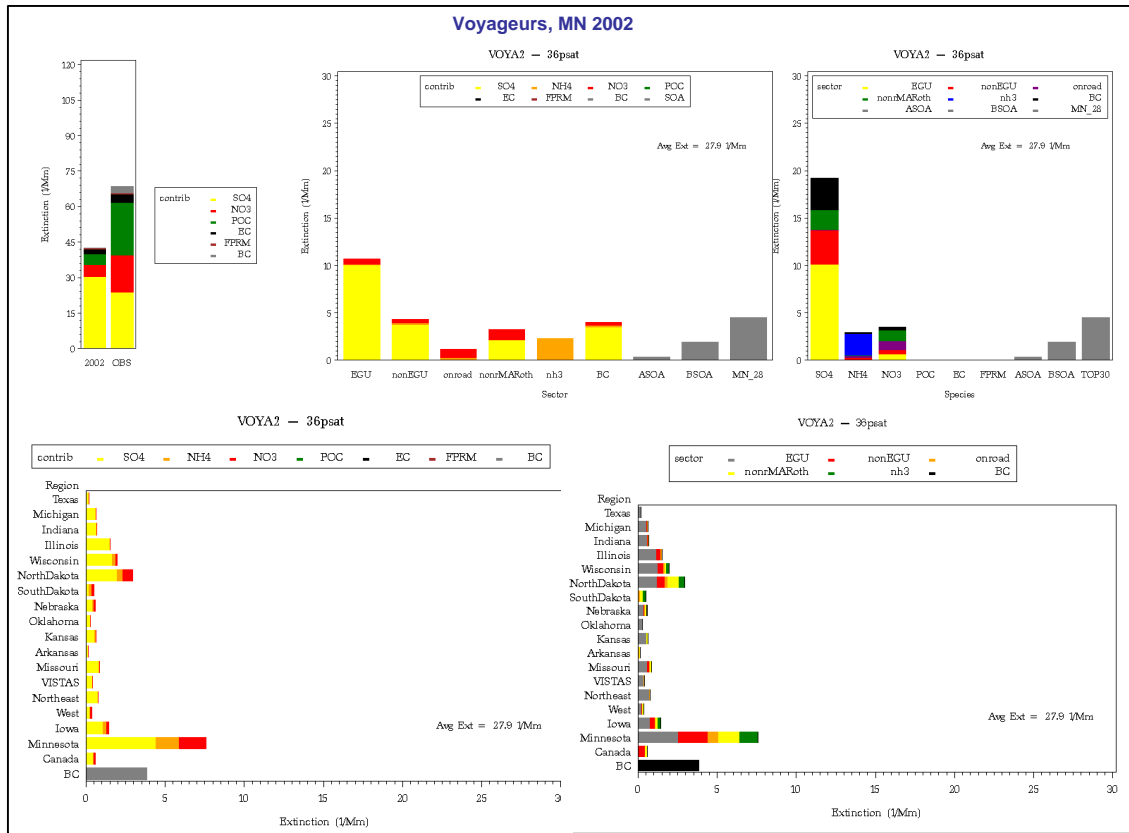 Voyageurs, MN 2002
120
105
90
75
60
45
30
15
0
Extinction (1/Mm)
2002 OBS
contrib SO4
NO3
POC
EC
FPRM
BC
VOYA2 – 36psat
contrib SO4 NH4 NO3 POC
EC FPRM BC SOA
Avg Ext = 27.9 1/Mm
30
25
20
15
10
5
0
Extinction (1/Mm)
EGU nonEGU onroad nonrMARoth nh3 BC ASOA BSOA MN_28
Sector
VOYA2 – 36psat
sector EGU nonEGU onroad
nonrMARoth nh3 BC
ASOA BSOA MN_28
Avg Ext = 27.9 1/Mm
30
25
20
15
10
5
0
Extinction (1/Mm)
SO4 NH4 NO3 POC EC FPRM ASOA BSOA TOP30
Species
VOYA2 – 36psat
contrib SO4 NH4 NO3 POC EC FPRM BC
Region
Texas
Michigan
Indiana
Illinois
Wisconsin
NorthDakota
SouthDakota
Nebraska
Oklahoma
Kansas
Arkansas
Missouri
VISTAS
Northeast
West
Iowa
Minnesota
Canada
BC
Avg Ext = 27.9 1/Mm
0 5 10 15 20 25 30
Extinction (1/Mm)
VOYA2 – 36psat
sector EGU nonEGU onroad
nonrMARoth nh3 BC
Region
Texas
Michigan
Indiana
Illinois
Wisconsin
NorthDakota
SouthDakota
Nebraska
Oklahoma
Kansas
Arkansas
Missouri
VISTAS
Northeast
West
Iowa
Minnesota
Canada
BC
Avg Ext = 27.9 1/Mm
0 5 10 15 20 25 30
Extinction (1/Mm)